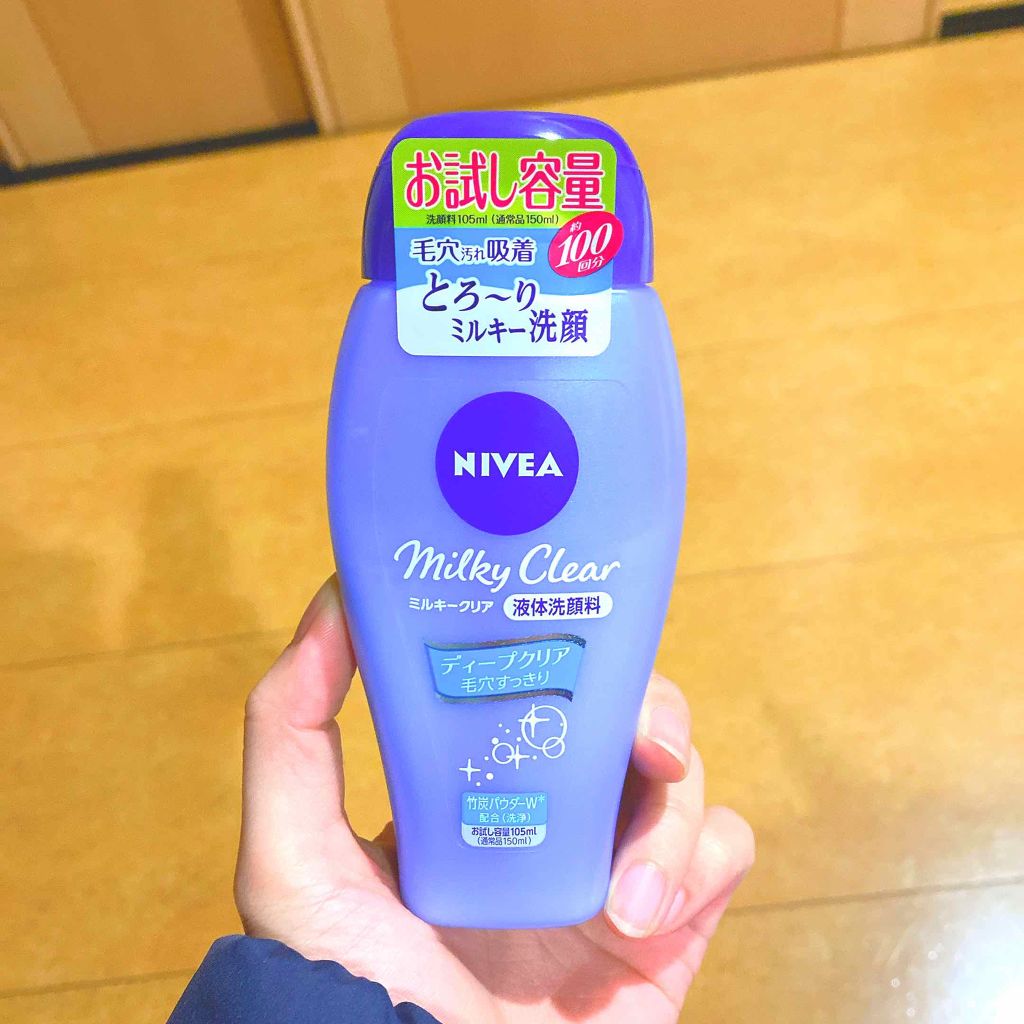 お試し容量
洗顔料105ml（通常品150ml）
約
100
回分
毛穴汚れ吸着
とろ～り
ミルキー洗顔
NIVEA
Milky Clear
ミルキークリア 液体洗顔料
ディープクリア
毛穴すっきり
竹炭パウダーW*
配合（洗浄）
お試し容量105ml
（通常品150ml）